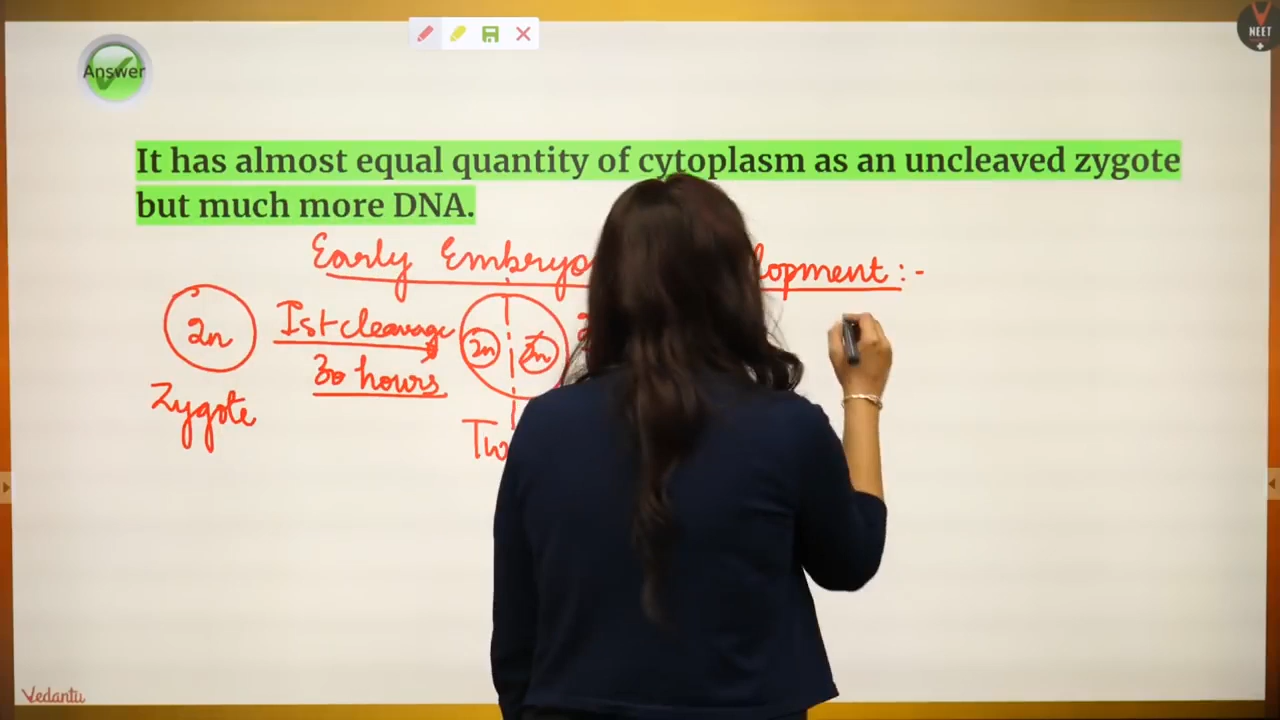 NEET
Answer
It has almost equal quantity of cytoplasm as an uncleaved zygote
but much more DNA.
Early Embryo lopment :-
2n Ist cleavage 2n 2n
30 hours
Zygote
Two
Vedantu